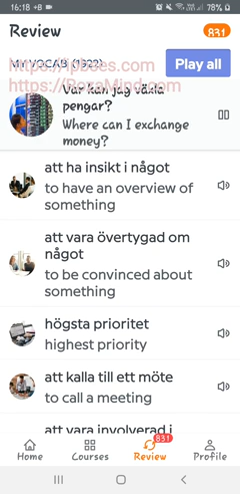 16:18 +B
78%
Review
831
MY VOCAB (1822)
Play all
https://iposes.com
https://BozaMind.com
Var kan jag växla
pengar?
Where can I exchange
money?
att ha insikt i något
to have an overview of
something
att vara övertygad om
något
to be convinced about
something
högsta prioritet
highest priority
att kalla till ett möte
to call a meeting
att vara involverad i
831
Home Courses Review Profile